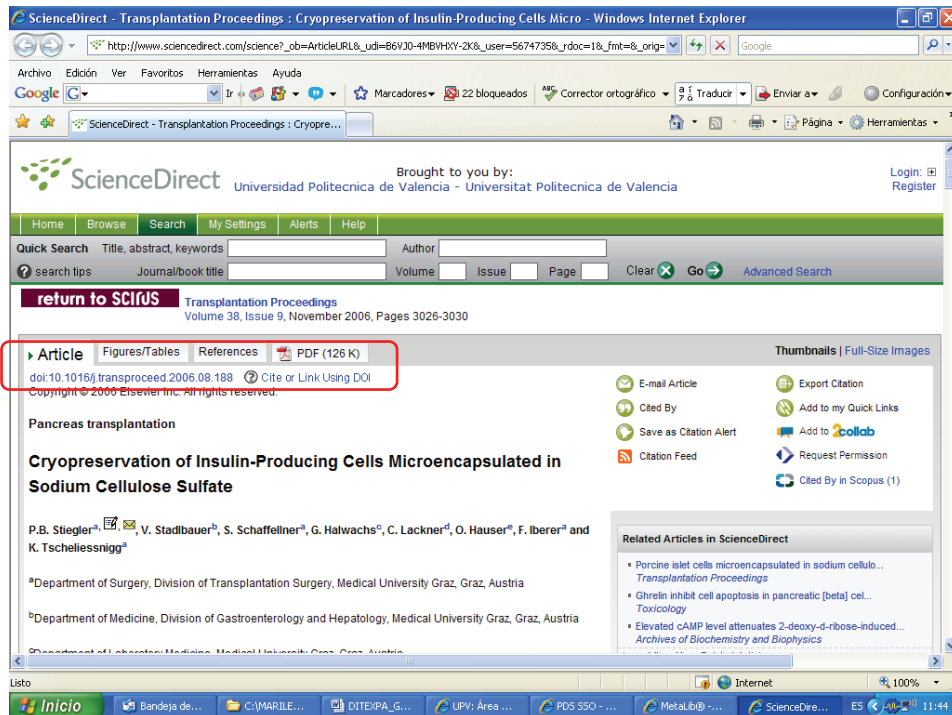 ScienceDirect - Transplantation Proceedings : Cryopreservation of Insulin-Producing Cells Micro - Windows Internet Explorer
http://www.sciencedirect.com/science?_ob=ArticleURL&_udi=B6VJ0-4MBVHXY-2K&_user=5674735&_rdoc=1&_fmt=&_orig= Google
Archivo Edición Ver Favoritos Herramientas Ayuda
Google G Ir Marcadores 22 bloqueados ABC Corrector ortográfico Traducir Enviar a Configuración
ScienceDirect - Transplantation Proceedings : Cryopre... Página Herramientas
ScienceDirect
Brought to you by:
Universidad Politecnica de Valencia - Universitat Politecnica de Valencia
Login:
Register
Home Browse Search My Settings Alerts Help
Quick Search Title, abstract, keywords Author
search tips Journal/book title Volume Issue Page Clear Go Advanced Search
return to SCIRUS Transplantation Proceedings
Volume 38, Issue 9, November 2006, Pages 3026-3030
Article Figures/Tables References PDF (126 K) Thumbnails | Full-Size Images
doi:10.1016/j.transproceed.2006.08.188 Cite or Link Using DOI
Copyright © 2006 Elsevier Inc. All rights reserved.
Pancreas transplantation
Cryopreservation of Insulin-Producing Cells Microencapsulated in
Sodium Cellulose Sulfate
P.B. Stiegler a, , , V. Stadlbauer b, S. Schaffellner a, G. Halwachs c, C. Lackner d, O. Hauser e, F. Iberer a and
K. Tscheliessnigg a
a Department of Surgery, Division of Transplantation Surgery, Medical University Graz, Graz, Austria
b Department of Medicine, Division of Gastroenterology and Hepatology, Medical University Graz, Graz, Austria
c Department of Laboratory Medicine, Medical University Graz, Graz, Austria
E-mail Article Export Citation
Cited By Add to my Quick Links
Save as Citation Alert Add to 2collab
Citation Feed Request Permission
Cited By in Scopus (1)
Related Articles in ScienceDirect
Porcine islet cells microencapsulated in sodium cellulo...
Transplantation Proceedings
Ghrelin inhibit cell apoptosis in pancreatic [beta] cel...
Toxicology
Elevated cAMP level attenuates 2-deoxy-d-ribose-induced...
Archives of Biochemistry and Biophysics
Listo Internet 100%
Inicio Bandeja de... C:\MARILE... DITEXPA_G... UPV: Área ... PDS SSO - ... MetaLib® -... ScienceDire... ES 11:44